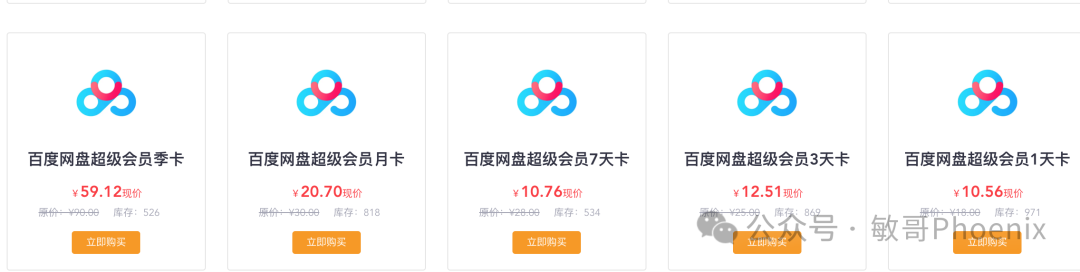 百度网盘超级会员季卡
¥59.12现价
原价：¥90.00 库存：526
立即购买
百度网盘超级会员月卡
¥20.70现价
原价：¥30.00 库存：818
立即购买
百度网盘超级会员7天卡
¥10.76现价
原价：¥28.00 库存：534
立即购买
百度网盘超级会员3天卡
¥12.51现价
原价：¥25.00 库存：869
立即购买
百度网盘超级会员1天卡
¥10.56现价
原价：¥18.00 库存：971
立即购买
公众号 · 敏哥Phoenix